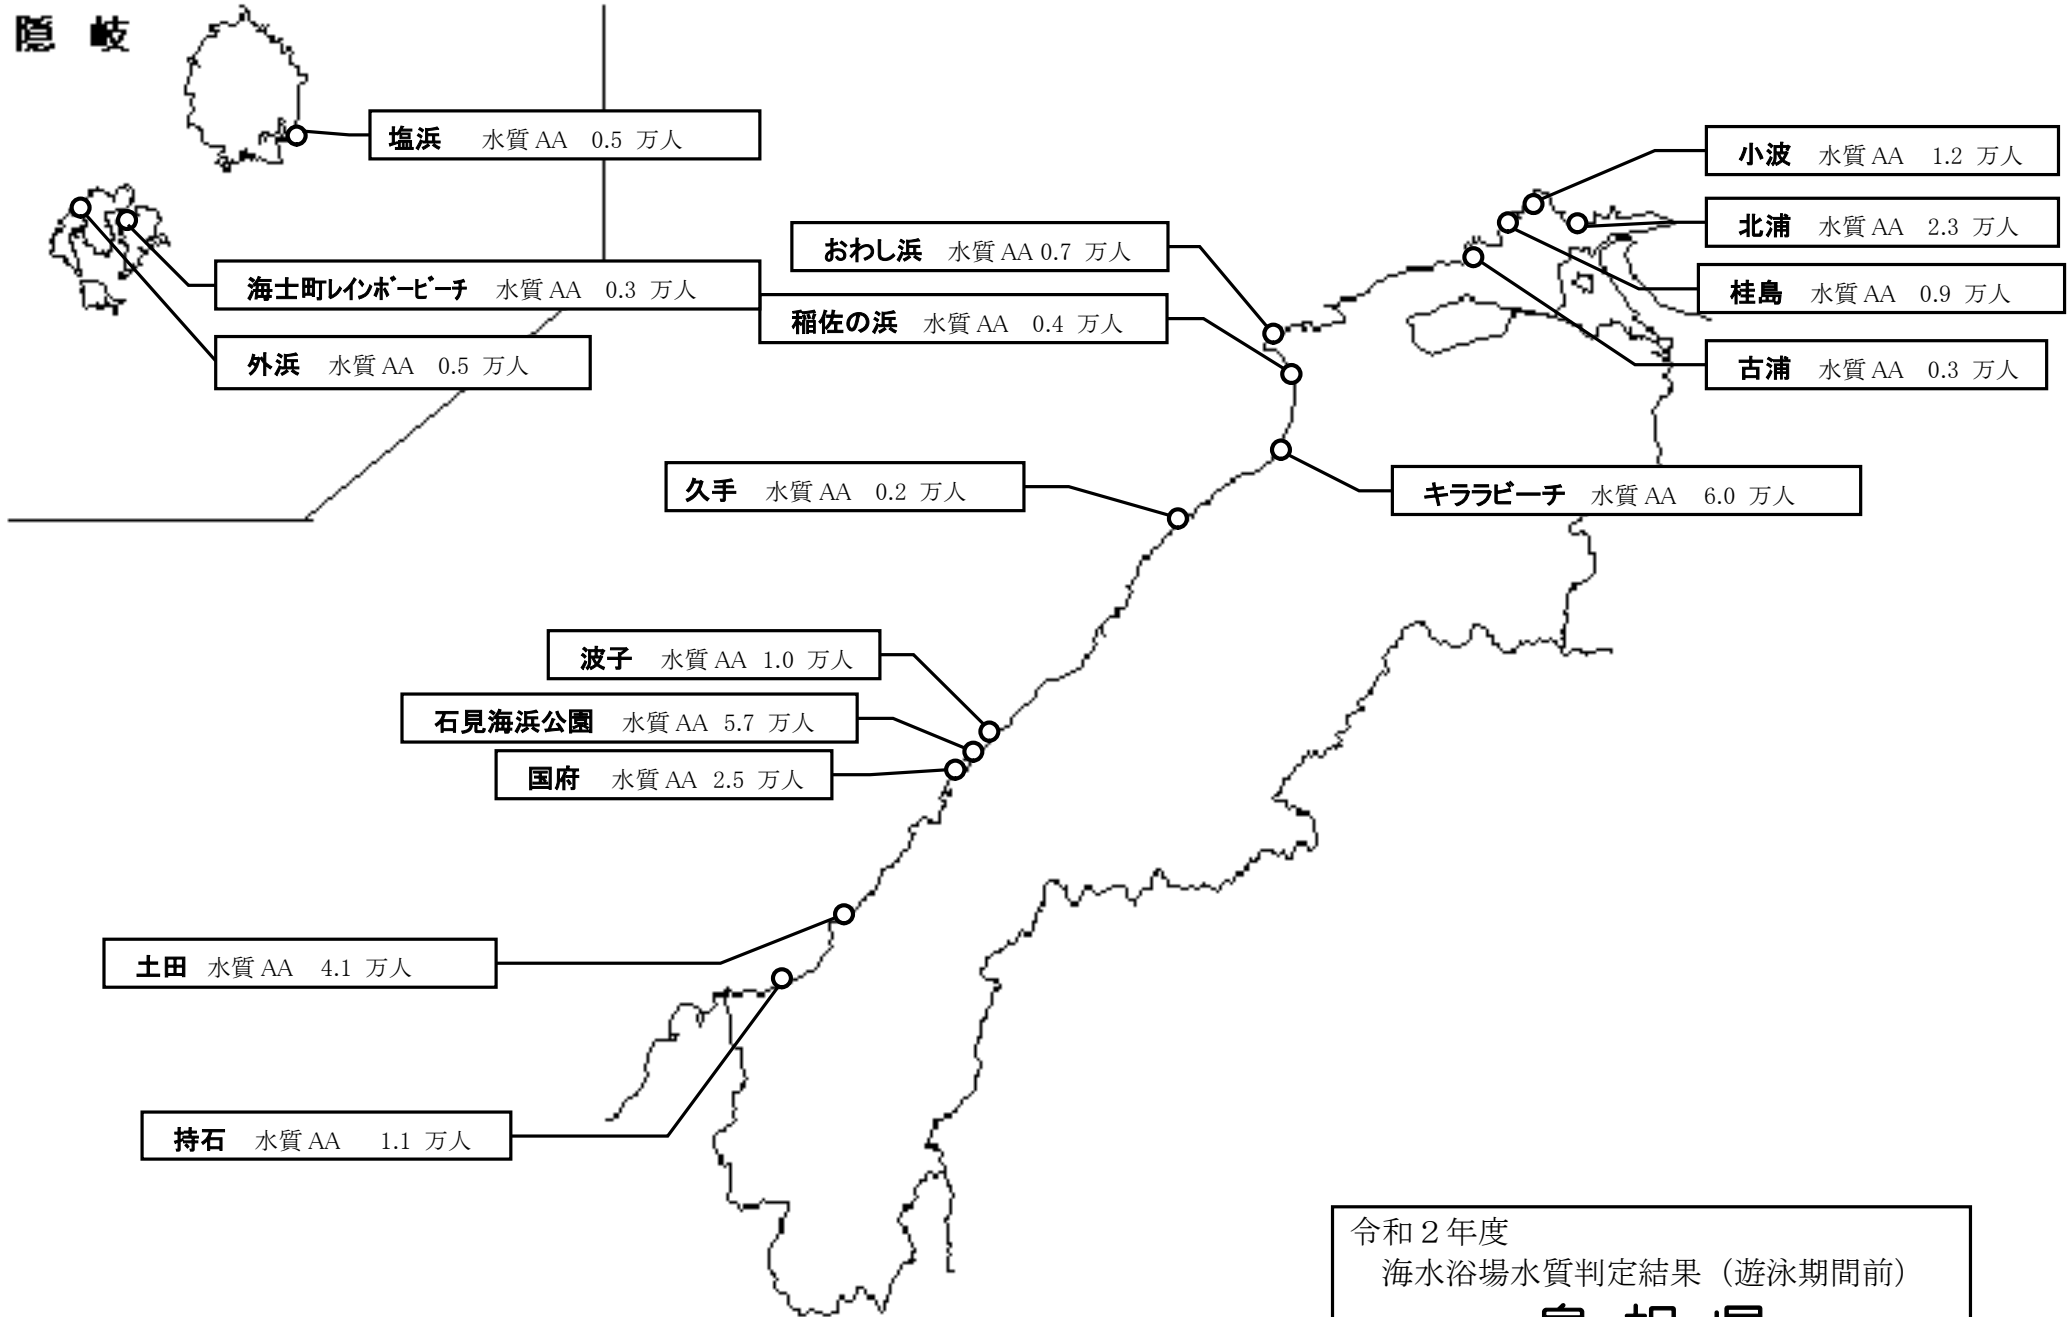 隠 岐
塩浜 水質 AA 0.5 万人
海士町レインボービーチ 水質 AA 0.3 万人
外浜 水質 AA 0.5 万人
小波 水質 AA 1.2 万人
北浦 水質 AA 2.3 万人
桂島 水質 AA 0.9 万人
古浦 水質 AA 0.3 万人
おわし浜 水質 AA 0.7 万人
稲佐の浜 水質 AA 0.4 万人
キララビーチ 水質 AA 6.0 万人
久手 水質 AA 0.2 万人
波子 水質 AA 1.0 万人
石見海浜公園 水質 AA 5.7 万人
国府 水質 AA 2.5 万人
土田 水質 AA 4.1 万人
持石 水質 AA 1.1 万人
令和２年度
海水浴場水質判定結果（遊泳期間前）